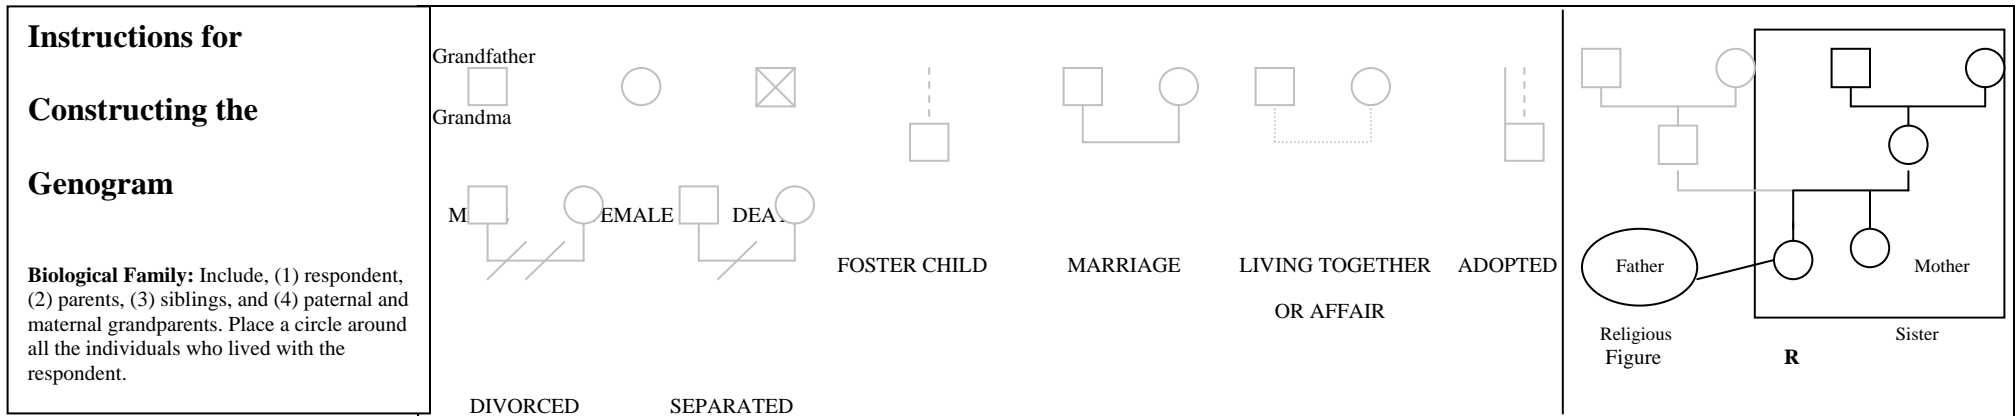 Instructions for
Constructing the
Genogram
Biological Family: Include, (1) respondent,
(2) parents, (3) siblings, and (4) paternal and
maternal grandparents. Place a circle around
all the individuals who lived with the
respondent.
Grandfather
Grandma
FOSTER CHILD MARRIAGE LIVING TOGETHER ADOPTED
OR AFFAIR
DIVORCED SEPARATED
Father Mother
Religious Sister
Figure R